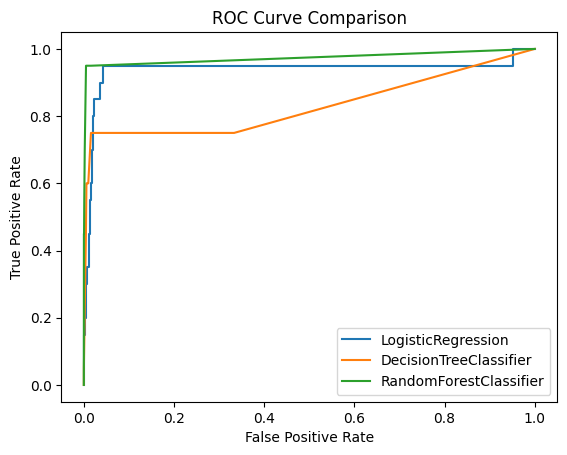 ROC Curve Comparison
True Positive Rate
1.0
0.8
0.6
0.4
0.2
0.0
LogisticRegression
DecisionTreeClassifier
RandomForestClassifier
0.0 0.2 0.4 0.6 0.8 1.0
False Positive Rate